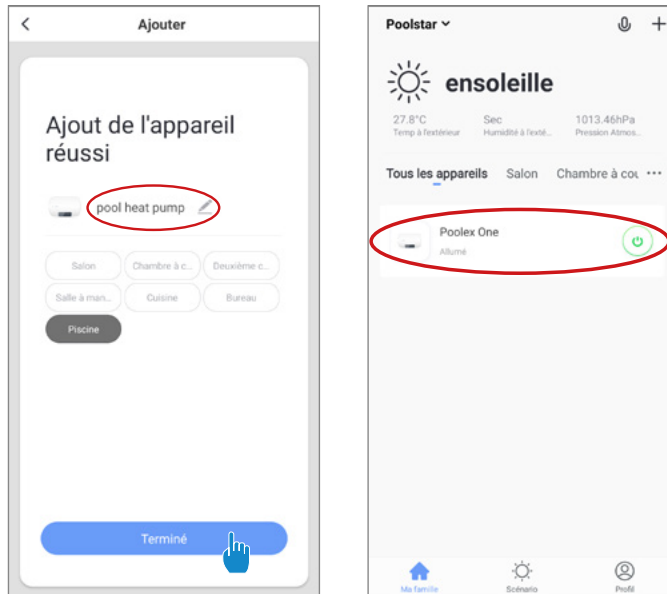 Ajouter
Ajout de l'appareil
réussi
pool heat pump
Salon Chambre à c... Deuxième c...
Salle à man... Cuisine Bureau
Piscine
Terminé
Poolstar
ensoleille
27.8°C Sec 1013.46hPa
Temp à l'extérieur Humidité à l'exté... Pression Atmos...
Tous les appareils Salon Chambre à cou
Poolex One
Allumé
Ma famille Scénario Profil